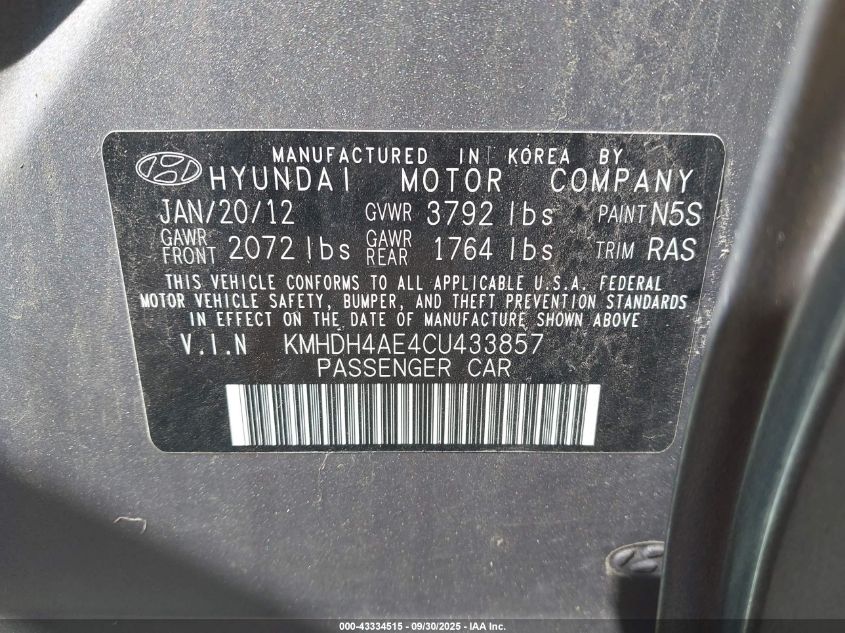 MANUFACTURED IN KOREA BY
HYUNDAI MOTOR COMPANY
JAN/20/12 GVWR 3792 lbs PAINT N5S
GAWR FRONT 2072 lbs GAWR REAR 1764 lbs TRIM RAS
THIS VEHICLE CONFORMS TO ALL APPLICABLE U.S.A. FEDERAL
MOTOR VEHICLE SAFETY, BUMPER, AND THEFT PREVENTION STANDARDS
IN EFFECT ON THE DATE OF MANUFACTURE SHOWN ABOVE.
V.I.N KMHDH4AE4CU433857
PASSENGER CAR
000-43334515 - 09/30/2025 - IAA Inc.